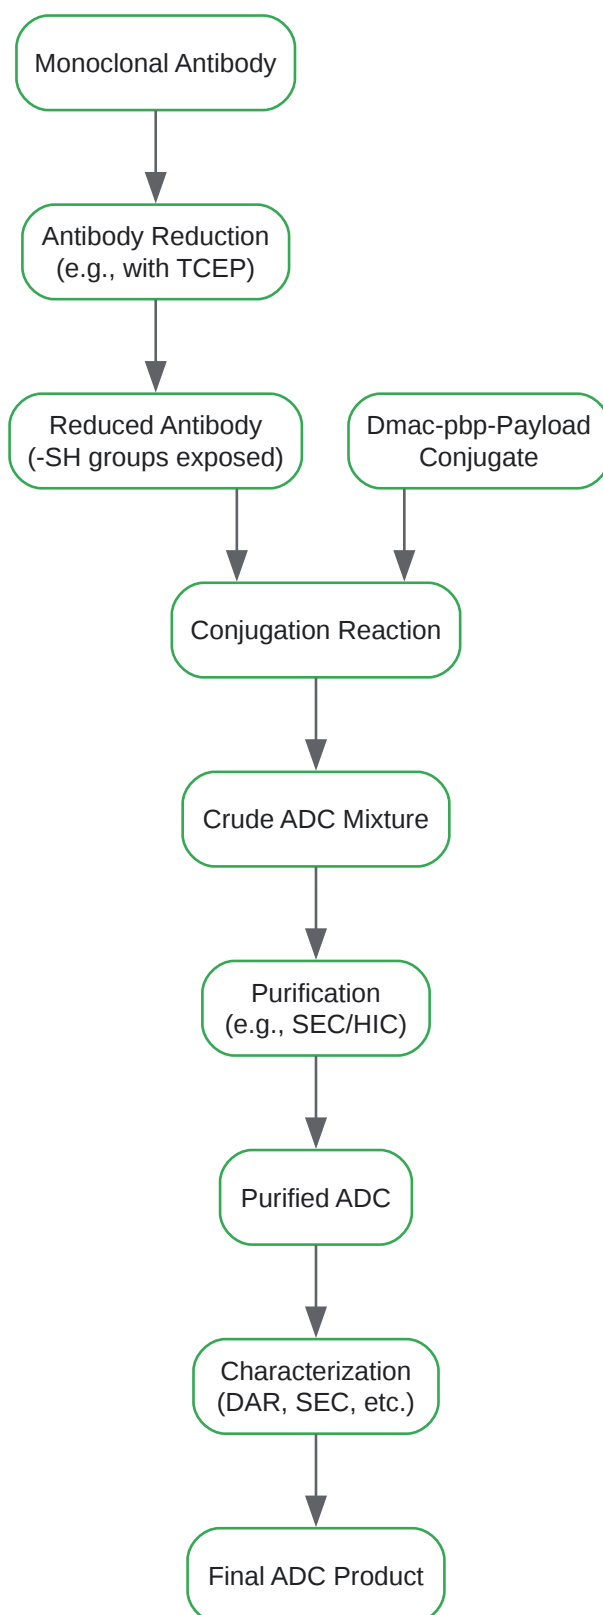 Monoclonal Antibody
Antibody Reduction
(e.g., with TCEP)
Reduced Antibody
(-SH groups exposed)
Dmac-pbp-Payload
Conjugate
Conjugation Reaction
Crude ADC Mixture
Purification
(e.g., SEC/HIC)
Purified ADC
Characterization
(DAR, SEC, etc.)
Final ADC Product